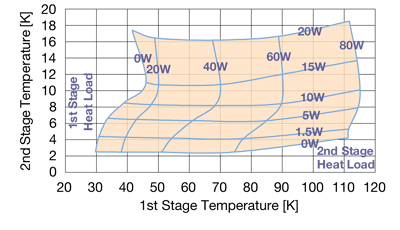 2nd Stage Temperature [K]
20
18
16
14
12
10
8
6
4
2
0
1st Stage
Heat Load
0W
20W
40W
60W
80W
20W
15W
10W
5W
1.5W
0W
2nd Stage
Heat Load
20 30 40 50 60 70 80 90 100 110 120
1st Stage Temperature [K]